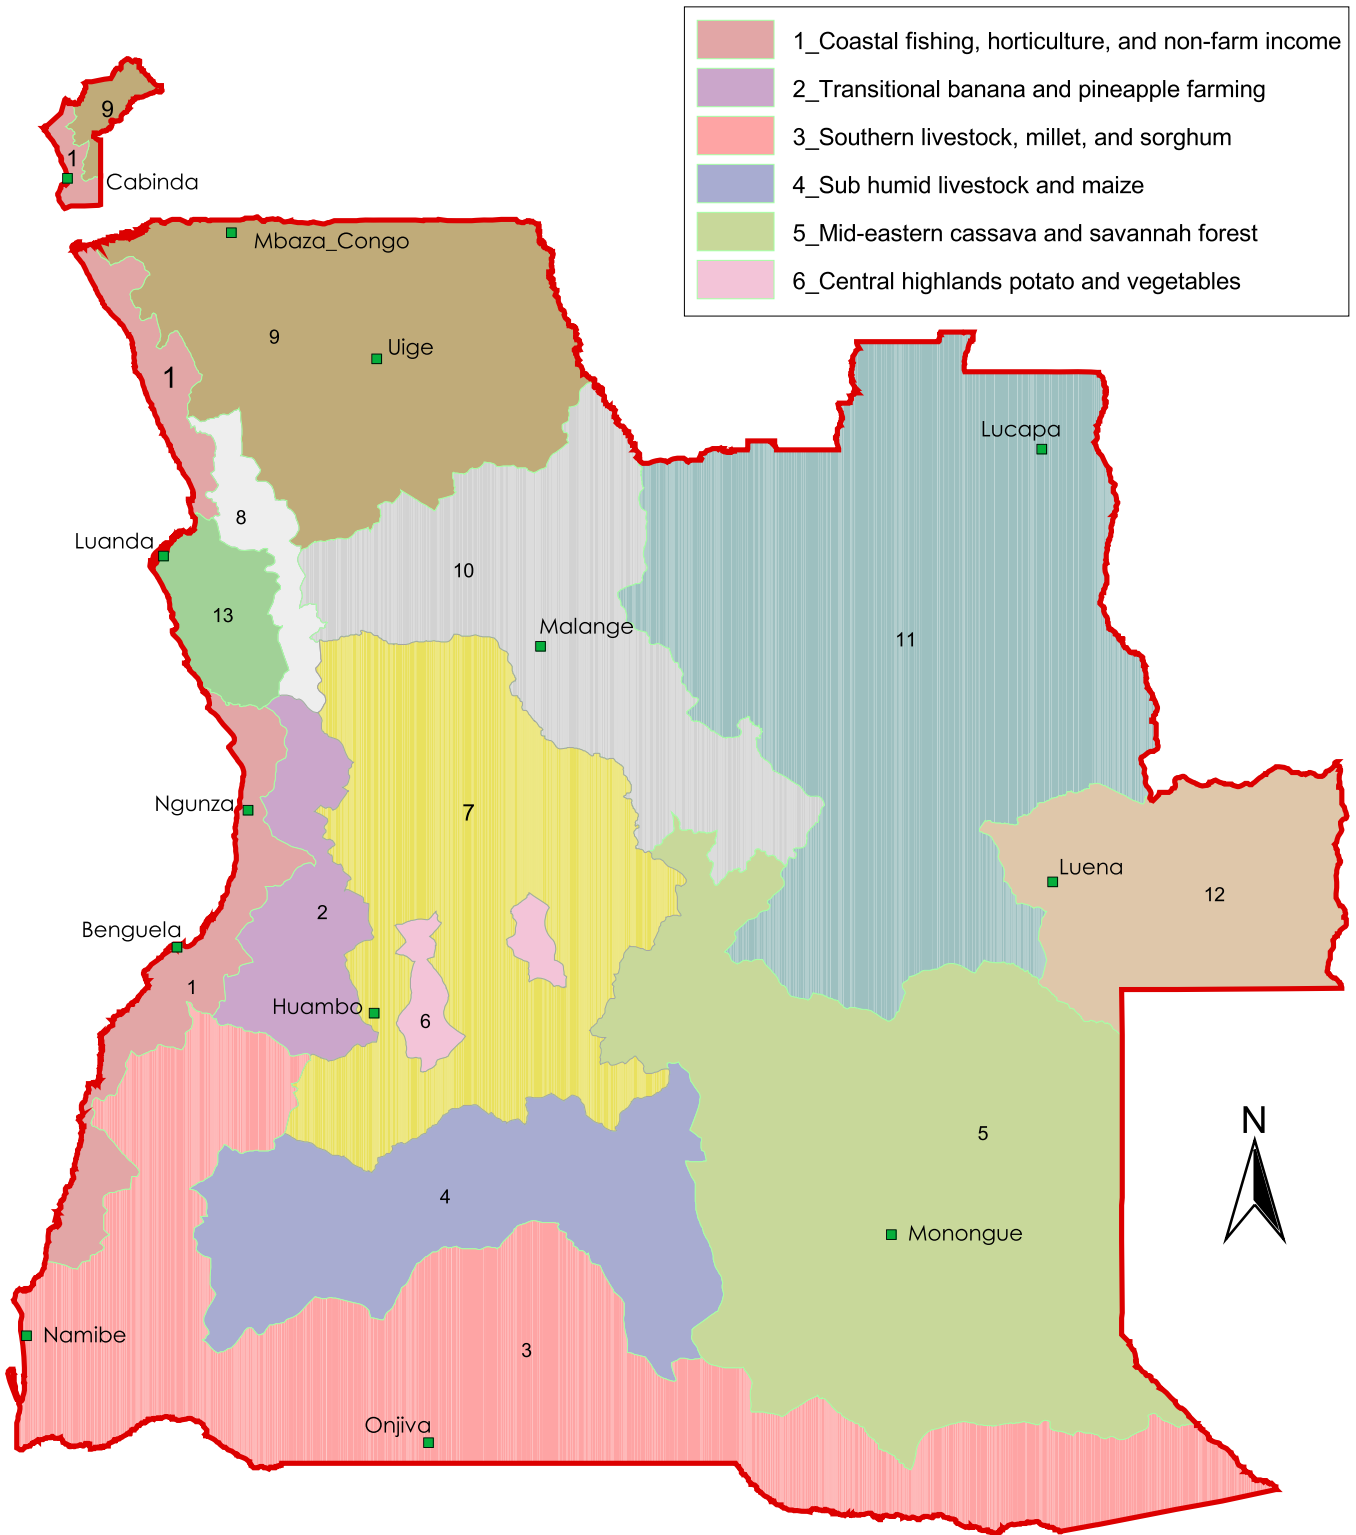 1_Coastal fishing, horticulture, and non-farm income
2_Transitional banana and pineapple farming
3_Southern livestock, millet, and sorghum
4_Sub humid livestock and maize
5_Mid-eastern cassava and savannah forest
6_Central highlands potato and vegetables
9
1
Cabinda
Mbaza_Congo
9
Uige
1
Lucapa
8
Luanda
10
13
Malange
11
Ngunza
7
Luena
12
2
Benguela
1
Huambo
6
N
5
4
Monongue
Namibe
3
Onjiva